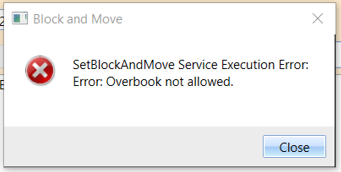 Block and Move
SetBlockAndMove Service Execution Error:
Error: Overbook not allowed.
Close